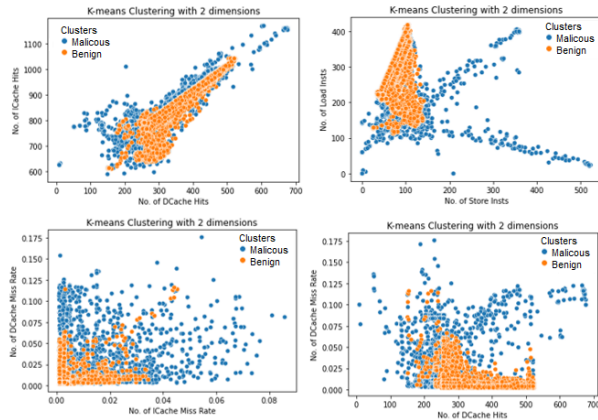 K-means Clustering with 2 dimensions
Clusters
Malicous
Benign
No. of ICache Hits
1100
1000
900
800
700
600
0 100 200 300 400 500 600 700
No. of DCache Hits
K-means Clustering with 2 dimensions
Clusters
Malicous
Benign
No. of Load Insts
400
300
200
100
0
0 100 200 300 400 500
No. of Store Insts
K-means Clustering with 2 dimensions
Clusters
Malicous
Benign
No. of DCache Miss Rate
0.175
0.150
0.125
0.100
0.075
0.050
0.025
0.000
0.00 0.02 0.04 0.06 0.08
No. of ICache Miss Rate
K-means Clustering with 2 dimensions
Clusters
Malicous
Benign
No. of DCache Miss Rate
0.175
0.150
0.125
0.100
0.075
0.050
0.025
0.000
0 100 200 300 400 500 600 700
No. of DCache Hits